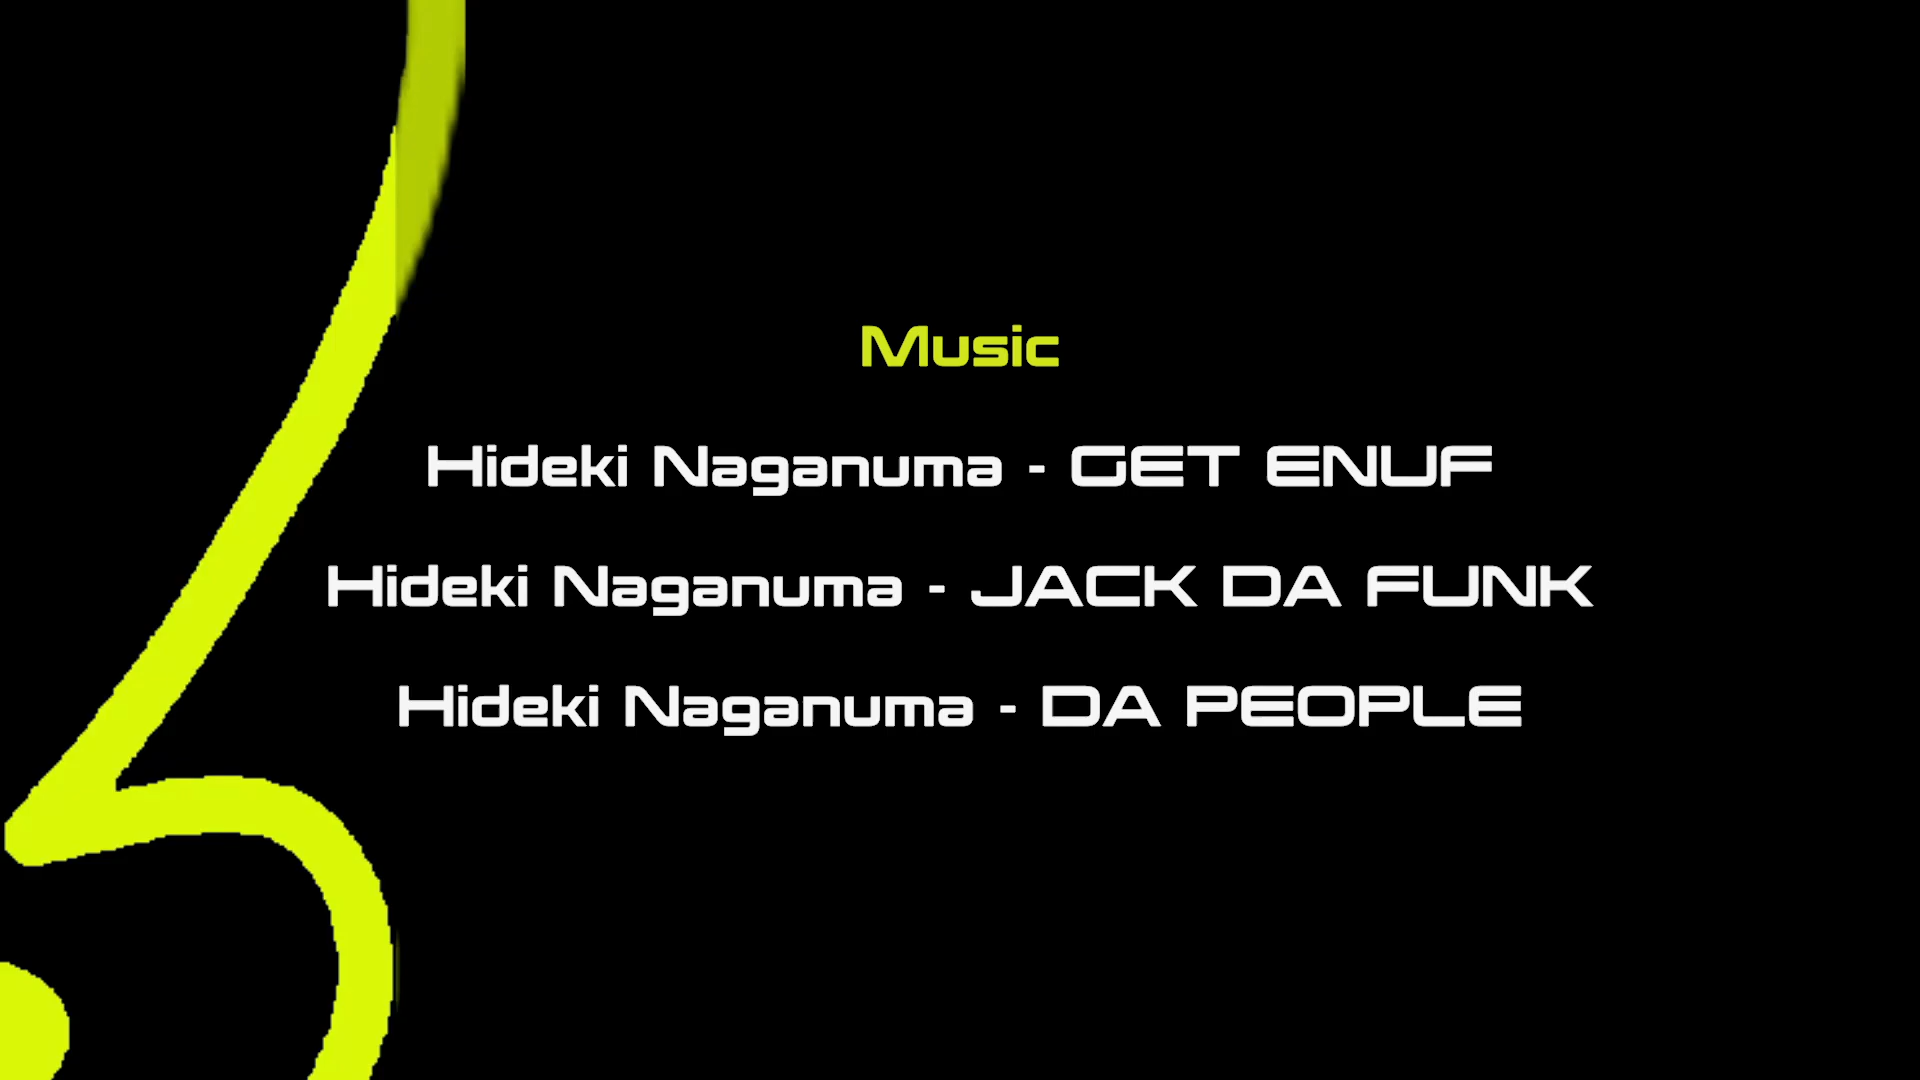 Music
Hideki Naganuma - GET ENUF
Hideki Naganuma - JACK DA FUNK
Hideki Naganuma - DA PEOPLE